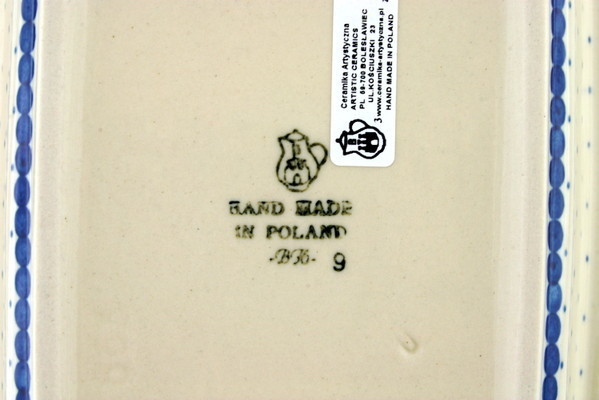 Ceramika Artystyczna
ARTISTIC CERAMICS
PL 59-700 BOLESŁAWIEC
UL.KOŚCIUSZKI 23
www.ceramika-artystyczna.pl
HAND MADE IN POLAND
3
B
HAND MADE
IN POLAND
9